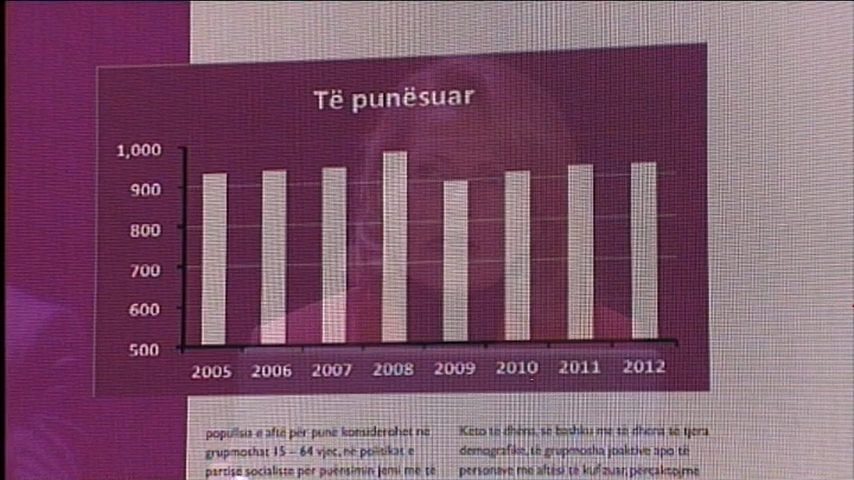 Të punësuar
1,000
900
800
700
600
500
2005 2006 2007 2008 2009 2010 2011 2012
popullsia e aftë për punë konsiderohet në
grupmoshat 15 – 64 vjec, në politikat e
partisë socialiste për punësimin jemi më të
Këto të dhëna, së bashku me të dhëna të tjera
demografike, të grupmosha joaktive apo të
personave me aftësi të kufizuar, përcaktojmë